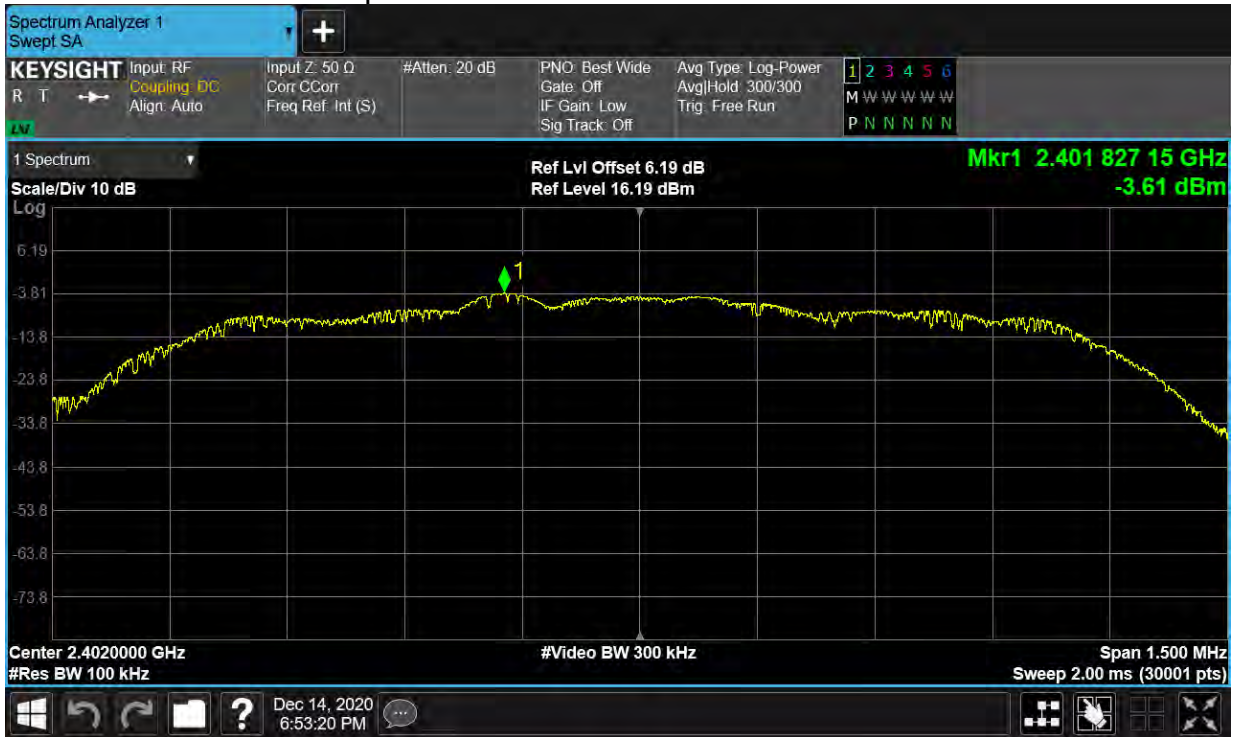 Spectrum Analyzer 1
Swept SA
KEYSIGHT
R T
Input: RF
Coupling: DC
Align: Auto
Input Z: 50 Ω
Corr CCorr
Freq Ref: Int (S)
#Atten: 20 dB
PNO: Best Wide
Gate: Off
IF Gain: Low
Sig Track: Off
Avg Type: Log-Power
Avg|Hold: 300/300
Trig: Free Run
1 2 3 4 5 6
M W W W W W W
P N N N N N N
1 Spectrum
Scale/Div 10 dB
Log
Ref Lvl Offset 6.19 dB
Ref Level 16.19 dBm
Mkr1 2.401 827 15 GHz
-3.61 dBm
1
6.19
-3.81
-13.8
-23.8
-33.8
-43.8
-53.8
-63.8
-73.8
Center 2.4020000 GHz
#Res BW 100 kHz
#Video BW 300 kHz
Span 1.500 MHz
Sweep 2.00 ms (30001 pts)
?
Dec 14, 2020
6:53:20 PM